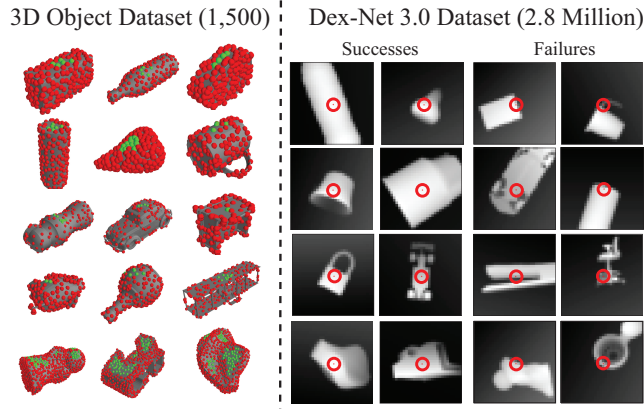 3D Object Dataset (1,500)
Dex-Net 3.0 Dataset (2.8 Million)
Successes
Failures